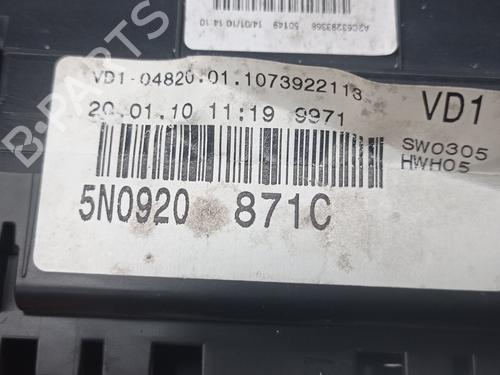 A2C53293368
50149 14/01/10 14:10
VD1-04820.01.1073922113
20.01.10 11:19 9971
VD1
SW0305
HWH05
5N0920 871C
B-PARTS